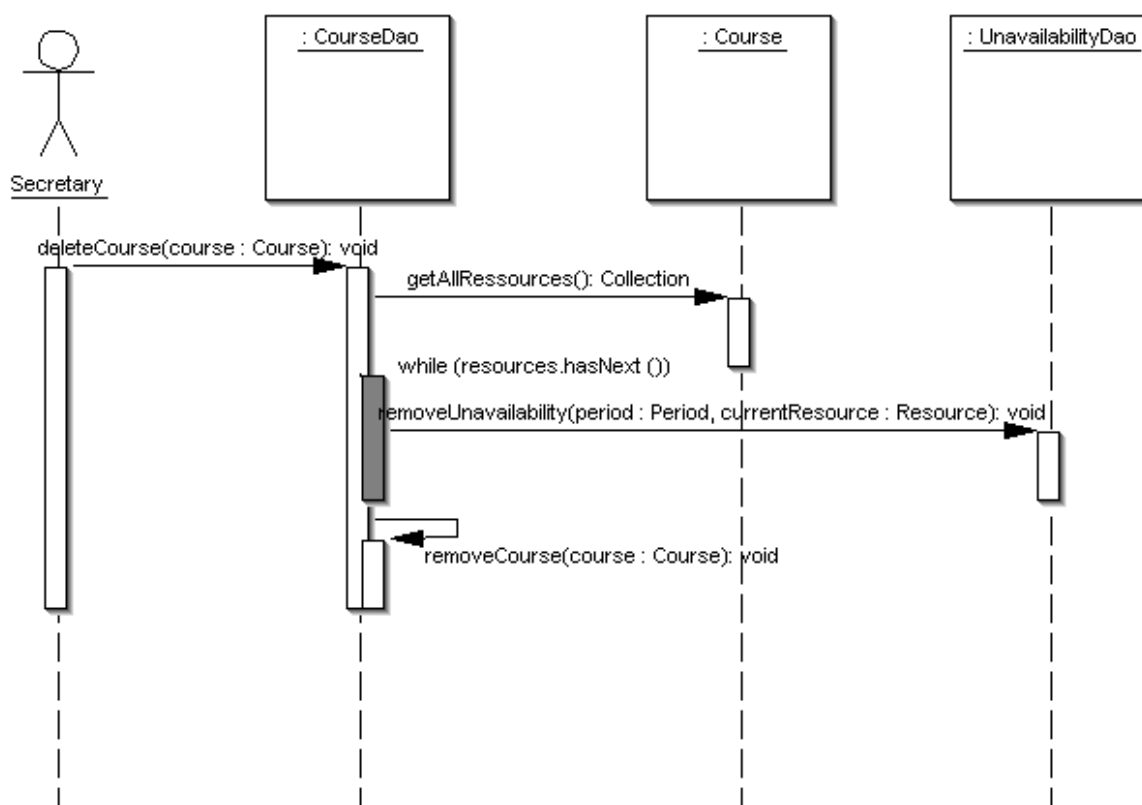 : CourseDao
: Course
: UnavailabilityDao
Secretary
deleteCourse(course : Course): void
getAllRessources(): Collection
while (resources.hasNext ())
removeUnavailability(period : Period, currentResource : Resource): void
removeCourse(course : Course): void